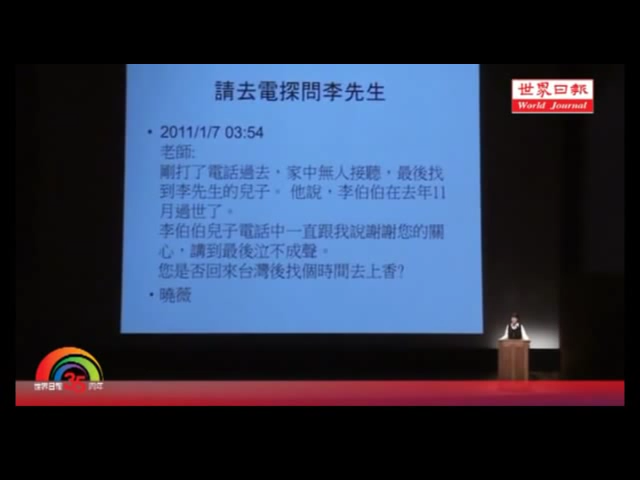 世界日報
World Journal
請去電探問李先生
• 2011/1/7 03:54
老師:
剛打了電話過去，家中無人接聽，最後找
到李先生的兒子。 他說，李伯伯在去年11
月過世了。
李伯伯兒子電話中一直跟我說謝謝您的關
心，講到最後泣不成聲。
您是否回來台灣後找個時間去上香?
• 曉薇
世界日報 35 周年